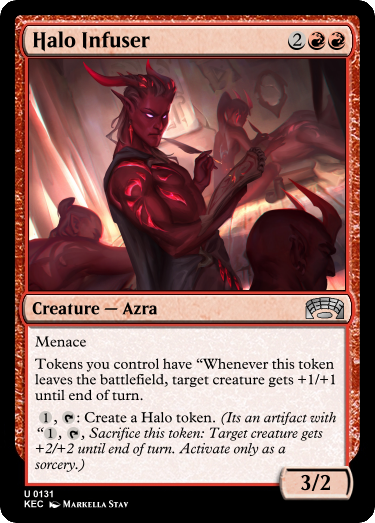 Halo Infuser 2
Creature — Azra
Menace
Tokens you control have “Whenever this token
leaves the battlefield, target creature gets +1/+1
until end of turn.
1, : Create a Halo token. (Its an artifact with
“1, , Sacrifice this token: Target creature gets
+2/+2 until end of turn. Activate only as a
sorcery.)
3/2
U 0131
KEC Markella Stav